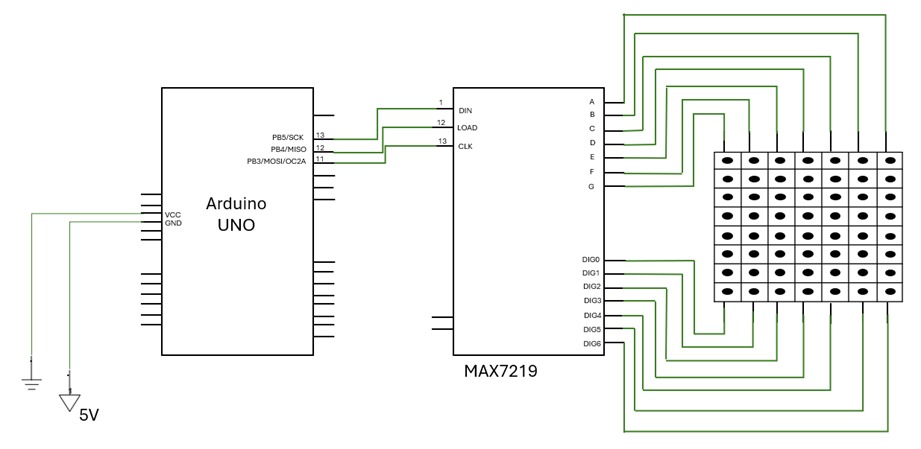 PB5/SCK 13
PB4/MISO 12
PB3/MOSI/OC2A 11
Arduino
UNO
VCC
GND
5V
1 DIN
12 LOAD
13 CLK
A
B
C
D
E
F
G
DIG0
DIG1
DIG2
DIG3
DIG4
DIG5
DIG6
MAX7219